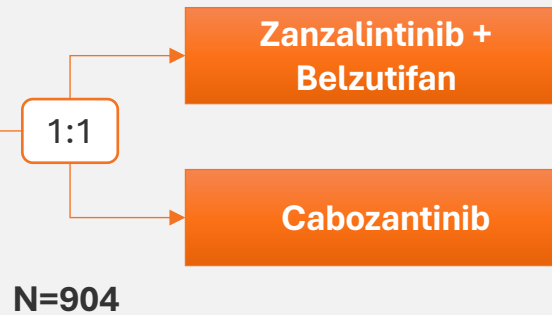 Zanzalintinib +
Belzutifan
1:1
Cabozantinib
N=904